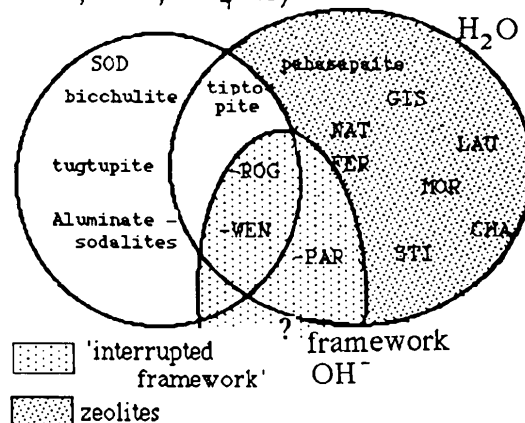 H₂O
SOD
pahasapaite
bicchulite
tipto-
pite
GIS
NAT
LAU
tugtupite
-ROG
FER
MOR
Aluminate -
sodalites
-WEN
-PAR
STI
CHA
?
framework
OH⁻
'interrupted
framework'
zeolites